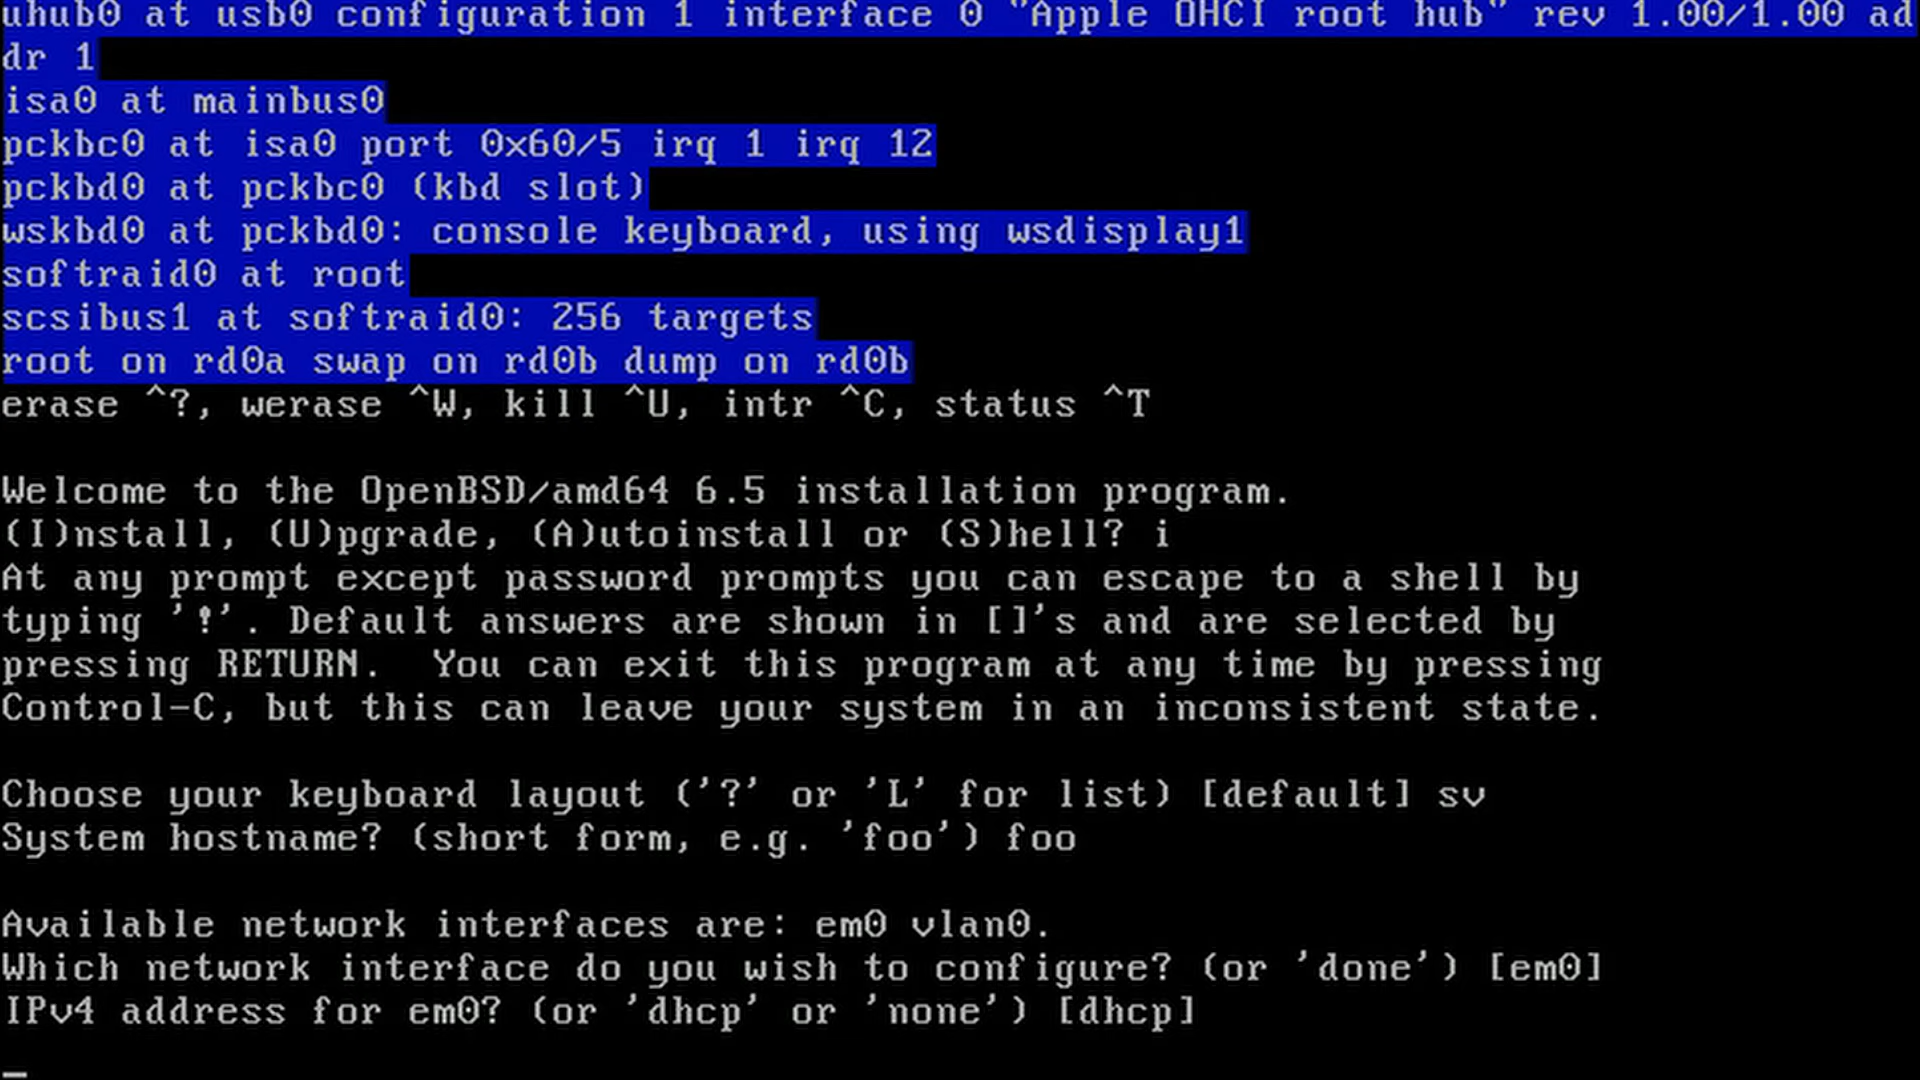 uhub0 at usb0 configuration 1 interface 0 "Apple OHCI root hub" rev 1.00/1.00 ad
dr 1
isa0 at mainbus0
pckbc0 at isa0 port 0x60/5 irq 1 irq 12
pckbd0 at pckbc0 (kbd slot)
wskbd0 at pckbd0: console keyboard, using wsdisplay1
softraid0 at root
scsibus1 at softraid0: 256 targets
root on rd0a swap on rd0b dump on rd0b
erase ^?, werase ^W, kill ^U, intr ^C, status ^T
Welcome to the OpenBSD/amd64 6.5 installation program.
(I)nstall, (U)pgrade, (A)utoinstall or (S)hell? i
At any prompt except password prompts you can escape to a shell by
typing '!'. Default answers are shown in []'s and are selected by
pressing RETURN.  You can exit this program at any time by pressing
Control-C, but this can leave your system in an inconsistent state.
Choose your keyboard layout ('?' or 'L' for list) [default] sv
System hostname? (short form, e.g. 'foo') foo
Available network interfaces are: em0 vlan0.
Which network interface do you wish to configure? (or 'done') [em0]
IPv4 address for em0? (or 'dhcp' or 'none') [dhcp]